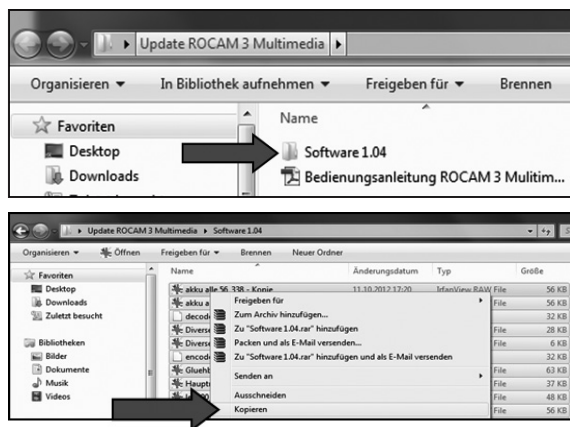 Update ROCAM 3 Multimedia
Organisieren In Bibliothek aufnehmen Freigeben für Brennen
Favoriten
Desktop
Downloads
Name
Software 1.04
Bedienungsanleitung ROCAM 3 Mulitim...
Update ROCAM 3 Multimedia Software 1.04
Organisieren Öffnen Freigeben für Brennen Neuer Ordner
Favoriten
Desktop
Downloads
Zuletzt besucht
Bibliotheken
Bilder
Dokumente
Musik
Videos
Name Änderungsdatum Typ Größe
akku alle 56_338 - Kopie 11.10.2012 17:20 IrfanView RAW File 56 KB
akku a File 56 KB
decod 32 KB
Divers File 28 KB
Divers File 6 KB
encod 32 KB
Glueh File 63 KB
Haupt File 37 KB
File 48 KB
File 56 KB
Freigeben für
Zum Archiv hinzufügen...
Zu "Software 1.04.rar" hinzufügen
Packen und als E-Mail versenden...
Zu "Software 1.04.rar" hinzufügen und als E-Mail versenden
Senden an
Ausschneiden
Kopieren